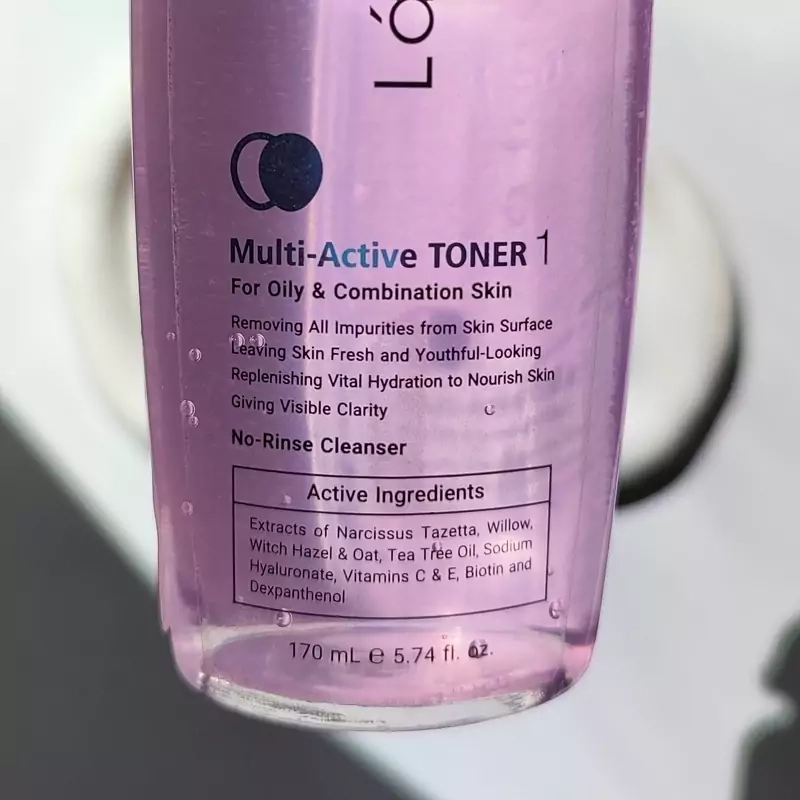 Ló
Multi-Active TONER 1
For Oily & Combination Skin
Removing All Impurities from Skin Surface
Leaving Skin Fresh and Youthful-Looking
Replenishing Vital Hydration to Nourish Skin
Giving Visible Clarity
No-Rinse Cleanser
Active Ingredients
Extracts of Narcissus Tazetta, Willow,
Witch Hazel & Oat, Tea Tree Oil, Sodium
Hyaluronate, Vitamins C & E, Biotin and
Dexpanthenol
170 mL e 5.74 fl. oz.